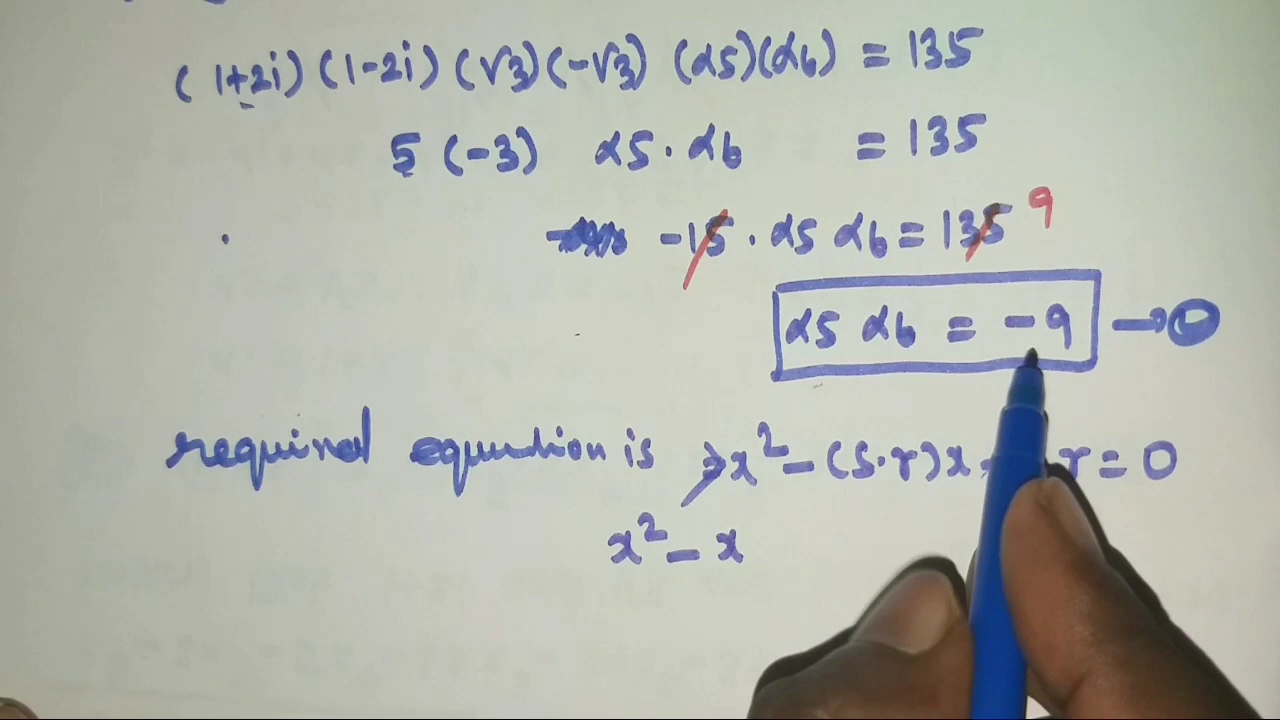 (1+2i) (1-2i) (√3)(-√3) (α5)(α6) = 135
5 (-3) α5 . α6 = 135
-15 . α5 α6 = 135 9
α5 α6 = -9 →
required equation is ⇒ x² - (S.r)x r = 0
x² - x